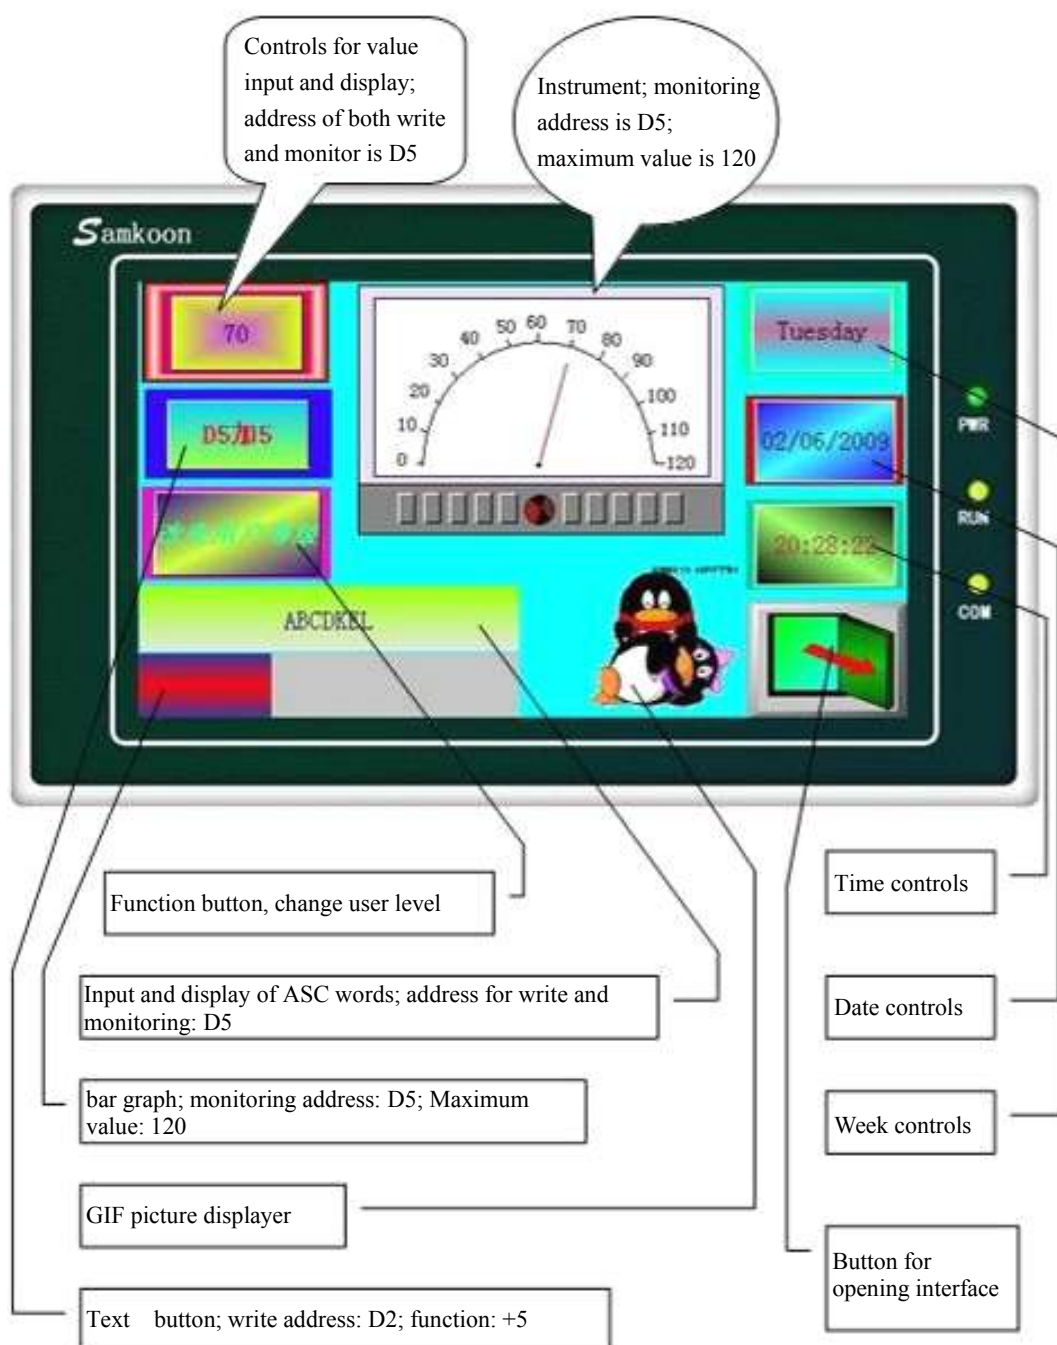 Controls for value
input and display;
address of both write
and monitor is D5
Instrument; monitoring
address is D5;
maximum value is 120
Samkoon
70
0
10
20
30
40
50
60
70
80
90
100
110
120
Tuesday
D5加5
02/06/2009
20:28:22
ABCDKEL
PWR
RUN
COM
Function button, change user level
Time controls
Input and display of ASC words; address for write and
monitoring: D5
Date controls
bar graph; monitoring address: D5; Maximum
value: 120
Week controls
GIF picture displayer
Button for
opening interface
Text button; write address: D2; function: +5